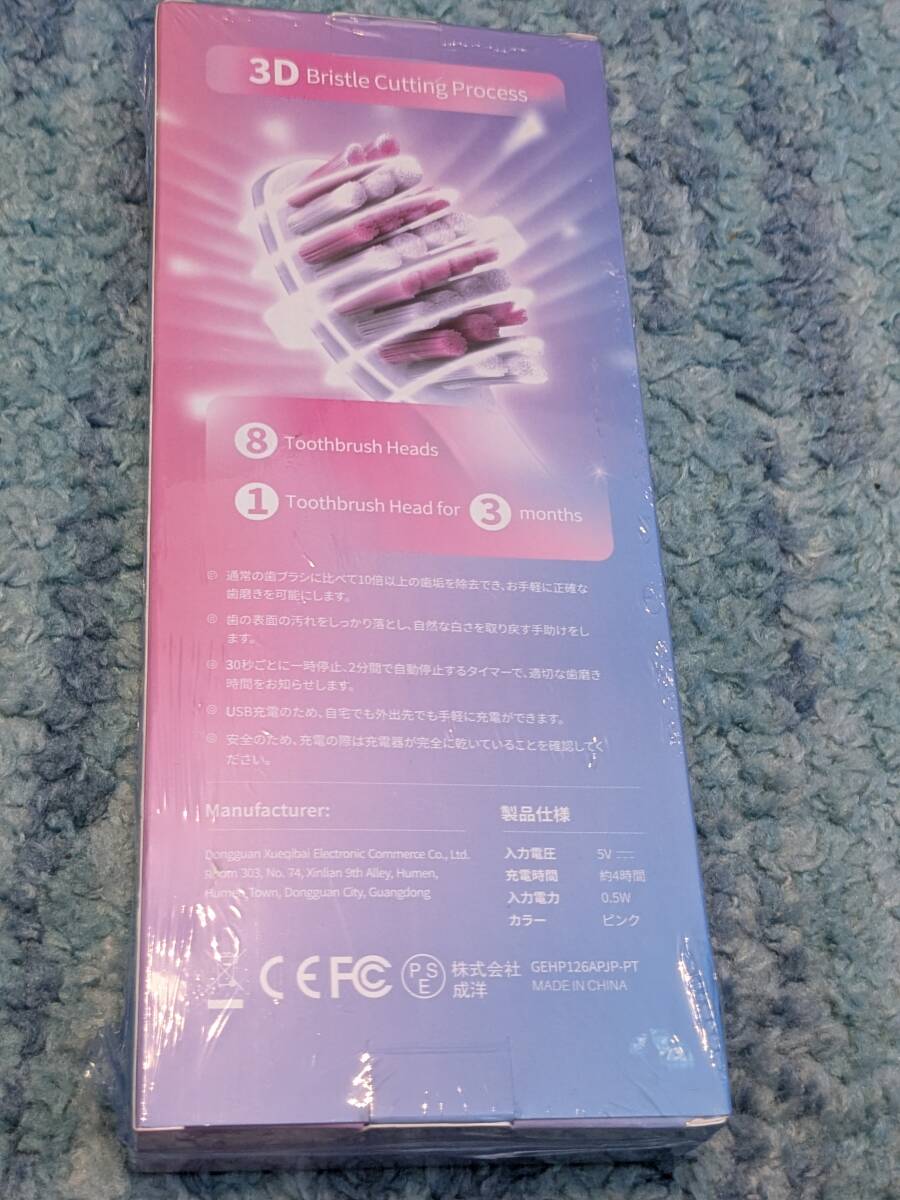 3D Bristle Cutting Process
8 Toothbrush Heads
1 Toothbrush Head for 3 months
通常の歯ブラシに比べて10倍以上の歯垢を除去でき、お手軽に正確な
歯磨きを可能にします。
歯の表面の汚れをしっかり落とし、自然な白さを取り戻す手助けをし
ます。
30秒ごとに一時停止、2分間で自動停止するタイマーで、適切な歯磨き
時間をお知らせします。
USB充電のため、自宅でも外出先でも手軽に充電ができます。
安全のため、充電の際は充電器が完全に乾いていることを確認してく
ださい。
Manufacturer:
Dongguan Xueqibai Electronic Commerce Co., Ltd.
Room 303, No. 74, Xinlian 9th Alley, Humen,
Humen Town, Dongguan City, Guangdong
製品仕様
入力電圧 5V
充電時間 約4時間
入力電力 0.5W
カラー ピンク
CE FC PSE 株式会社
成洋
GEHP126APJP-PT
MADE IN CHINA